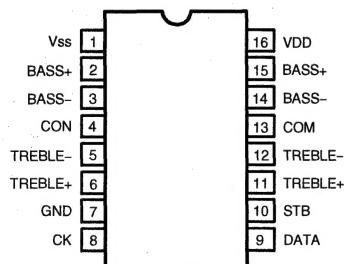 Vss 1 16 VDD
BASS+ 2 15 BASS+
BASS− 3 14 BASS−
CON 4 13 COM
TREBLE− 5 12 TREBLE−
TREBLE+ 6 11 TREBLE+
GND 7 10 STB
CK 8 9 DATA